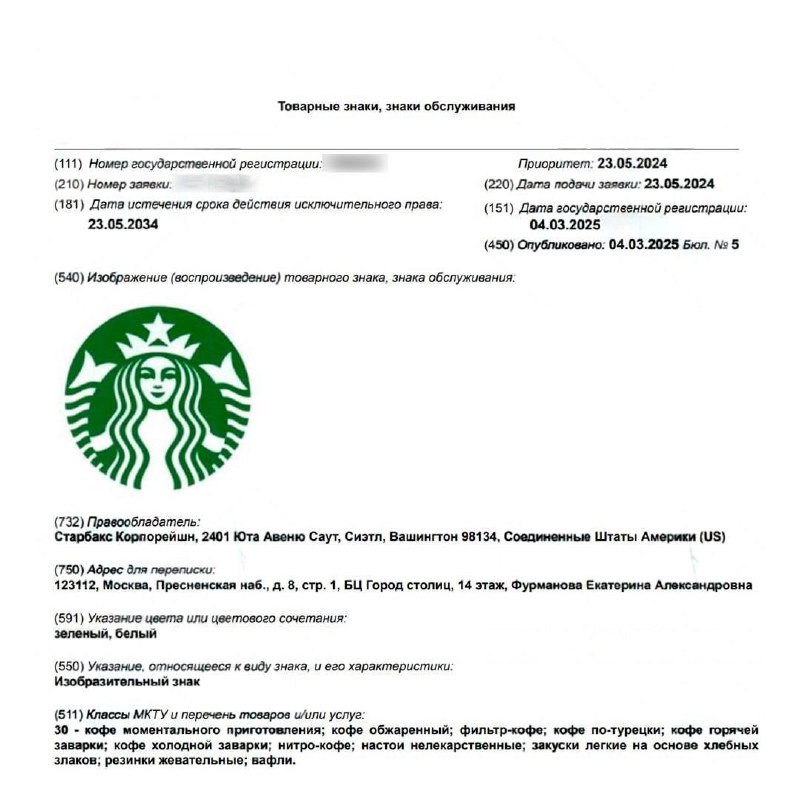 Товарные знаки, знаки обслуживания
(111) Номер государственной регистрации:
Приоритет: 23.05.2024
(210) Номер заявки:
(220) Дата подачи заявки: 23.05.2024
(181) Дата истечения срока действия исключительного права:
23.05.2034
(151) Дата государственной регистрации:
04.03.2025
(450) Опубликовано: 04.03.2025 Бюл. № 5
(540) Изображение (воспроизведение) товарного знака, знака обслуживания:
(732) Правообладатель:
Старбакс Корпорейшн, 2401 Юта Авеню Саут, Сиэтл, Вашингтон 98134, Соединенные Штаты Америки (US)
(750) Адрес для переписки:
123112, Москва, Пресненская наб., д. 8, стр. 1, БЦ Город столиц, 14 этаж, Фурманова Екатерина Александровна
(591) Указание цвета или цветового сочетания:
зеленый, белый
(550) Указание, относящееся к виду знака, и его характеристики:
Изобразительный знак
(511) Классы МКТУ и перечень товаров и/или услуг:
30 - кофе моментального приготовления; кофе обжаренный; фильтр-кофе; кофе по-турецки; кофе горячей
заварки; кофе холодной заварки; нитро-кофе; настои нелекарственные; закуски легкие на основе хлебных
злаков; резинки жевательные; вафли.